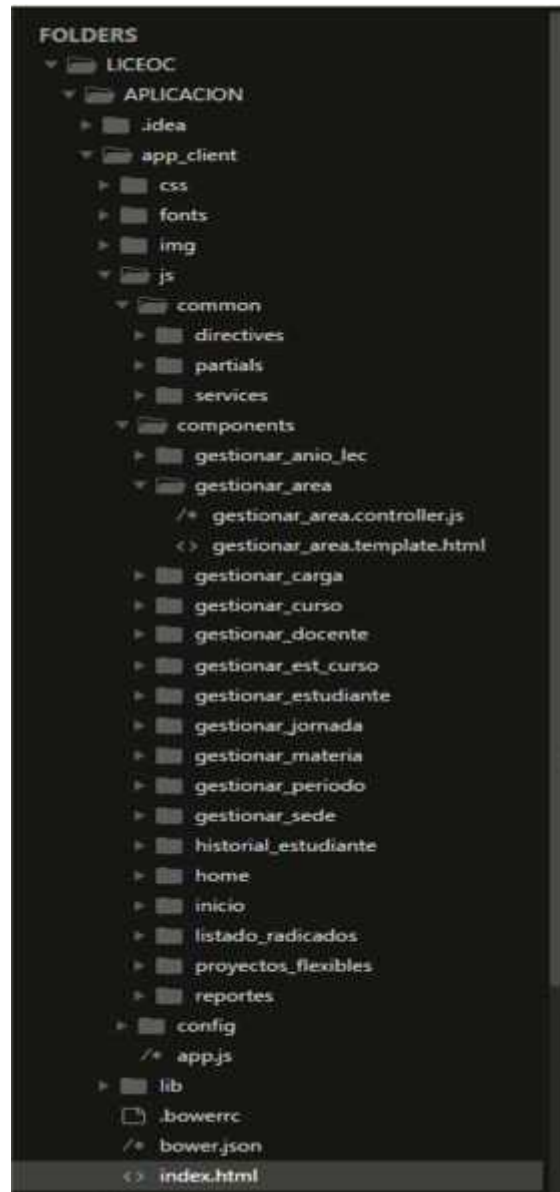 FOLDERS
LICEOC
APLICACION
.idea
app_client
css
fonts
img
js
common
directives
partials
services
components
gestionar_anio_lec
gestionar_area
/* gestionar_area.controller.js
<> gestionar_area.template.html
gestionar_carga
gestionar_curso
gestionar_docente
gestionar_est_curso
gestionar_estudiante
gestionar_jornada
gestionar_materia
gestionar_periodo
gestionar_sede
historial_estudiante
home
inicio
listado_radicados
proyectos_flexibles
reportes
config
/* app.js
lib
.bowerrc
/* bower.json
<> index.html